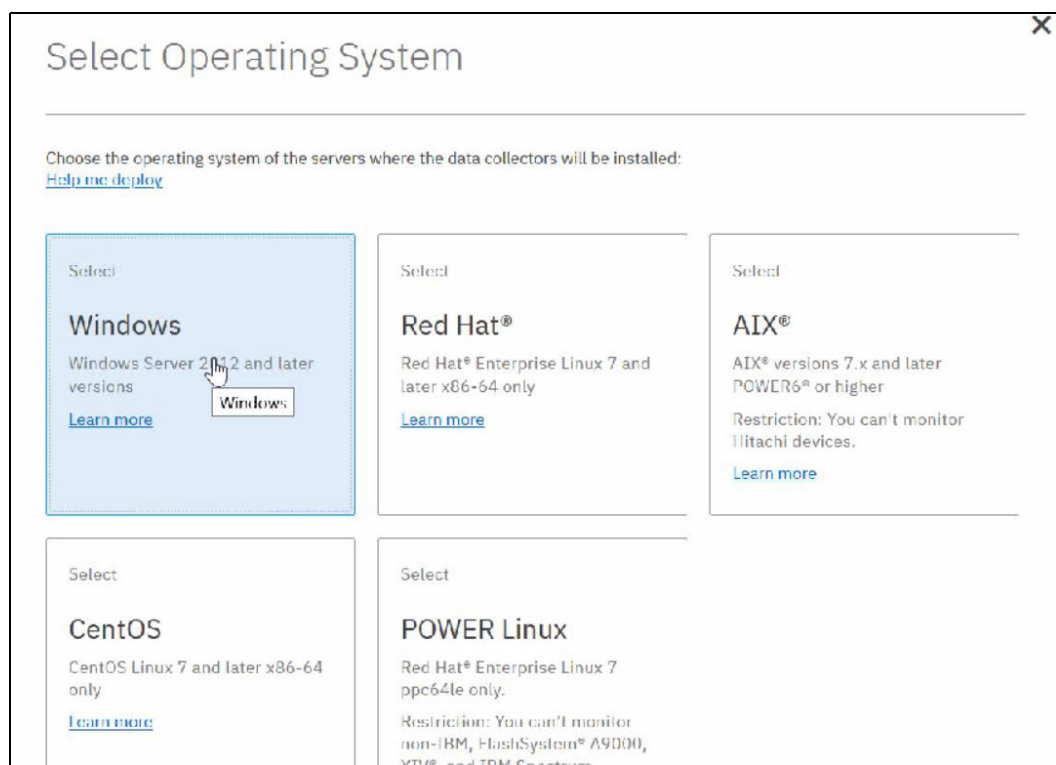 Select Operating System
Choose the operating system of the servers where the data collectors will be installed:
Help me deploy
Select
Windows
Windows Server 2012 and later
versions
Windows
Learn more
Select
Red Hat®
Red Hat® Enterprise Linux 7 and
later x86-64 only
Learn more
Select
AIX®
AIX® versions 7.x and later
POWER6® or higher
Restriction: You can't monitor
Hitachi devices.
Learn more
Select
CentOS
CentOS Linux 7 and later x86-64
only
Learn more
Select
POWER Linux
Red Hat® Enterprise Linux 7
ppc64le only.
Restriction: You can't monitor
non-IBM, FlashSystem® A9000,
XIV®, and IBM Spectrum